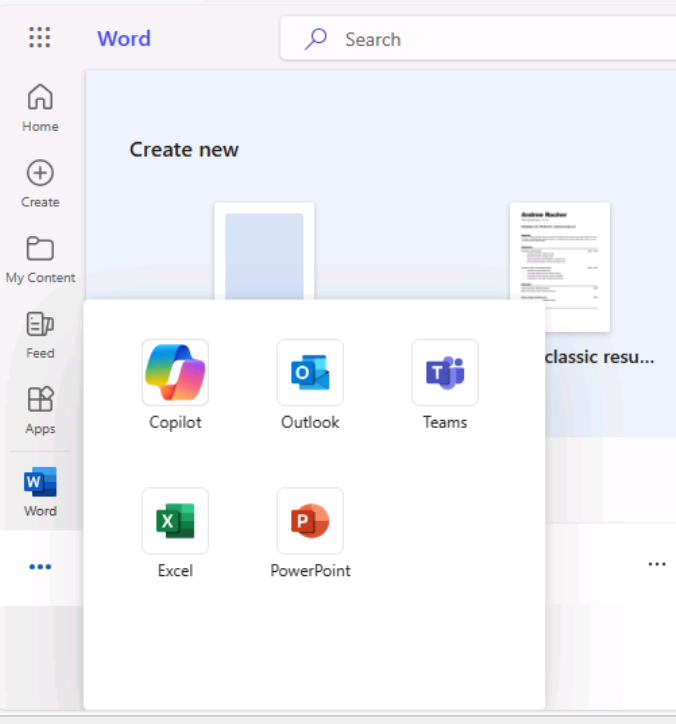 Word
Search
Home
Create
My Content
Feed
Apps
Word
Create new
Andree Rocher
classic resu...
Copilot
Outlook
Teams
Excel
PowerPoint